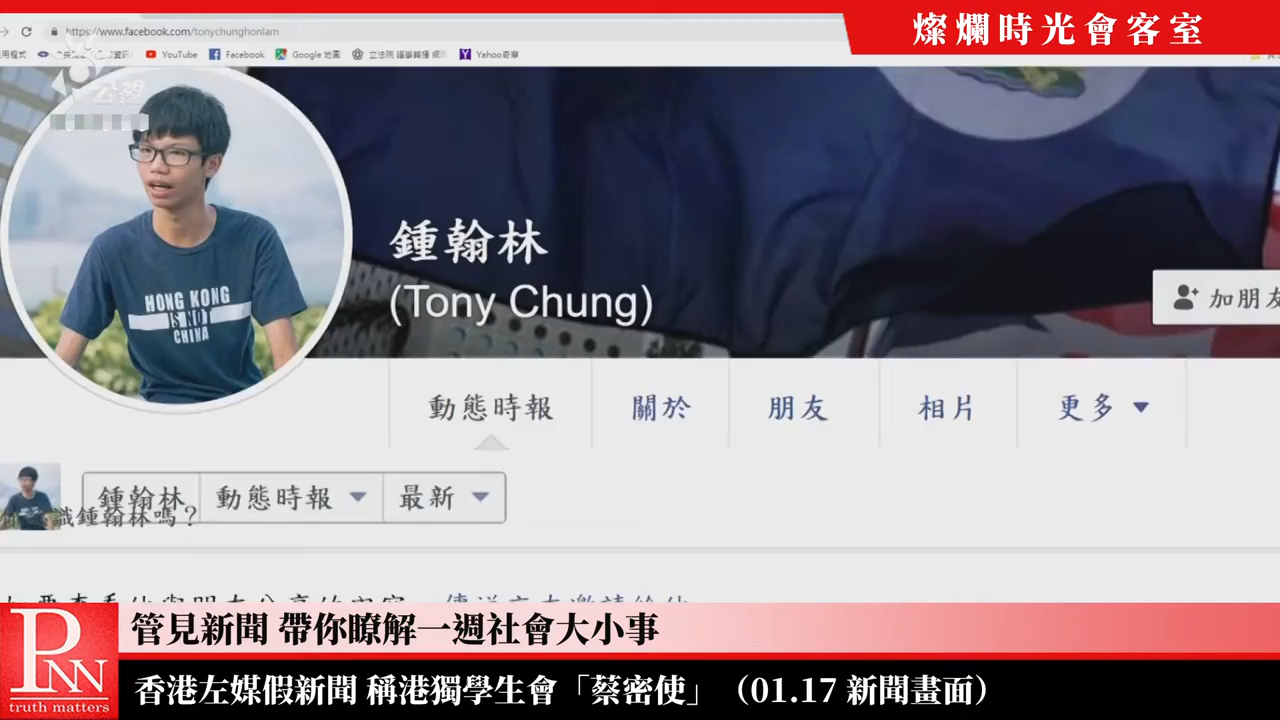 燦爛時光會客室
https://www.facebook.com/tonychunghonlam
YouTube
Facebook
Google 地圖
Yahoo奇摩
公視
HONG KONG
IS NOT
CHINA
鍾翰林
(Tony Chung)
加朋友
動態時報
關於
朋友
相片
更多
鍾翰林
動態時報
最新
識鍾翰林嗎？
PNN
truth matters
管見新聞 帶你瞭解一週社會大小事
香港左媒假新聞 稱港獨學生會「蔡密使」（01.17 新聞畫面）